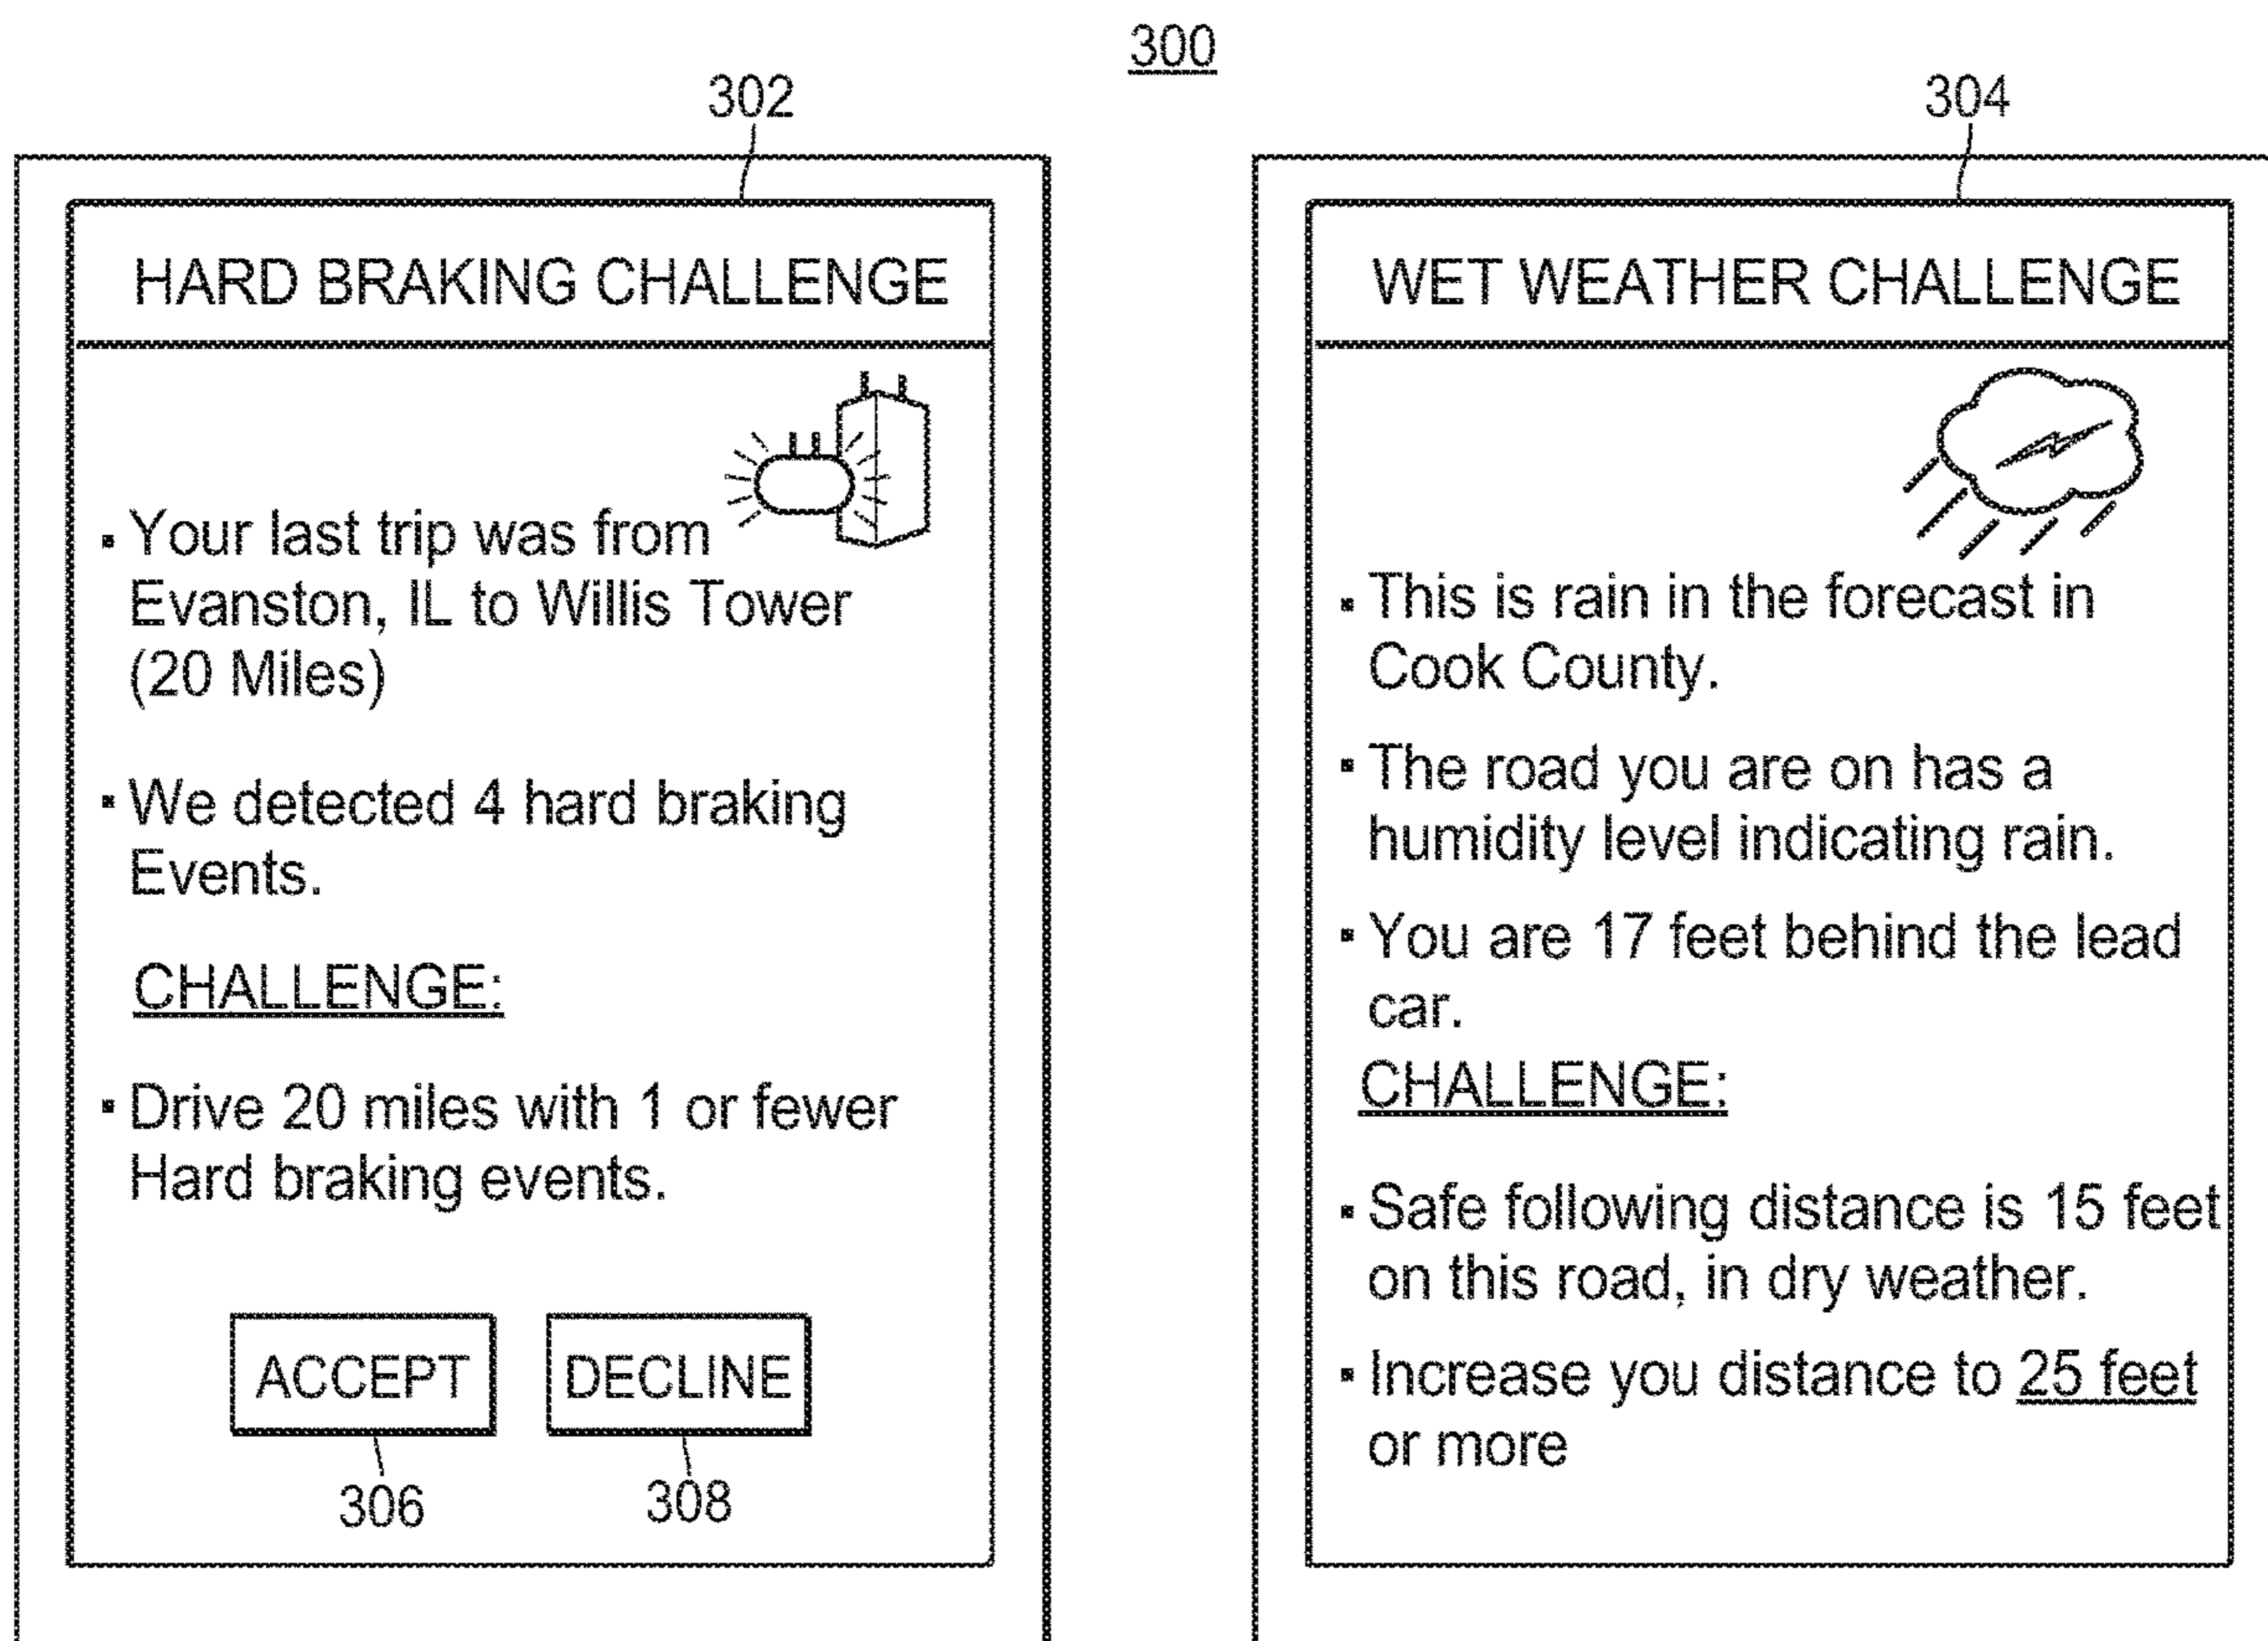 300
302
HARD BRAKING CHALLENGE
▪ Your last trip was from
Evanston, IL to Willis Tower
(20 Miles)
▪ We detected 4 hard braking
Events.
CHALLENGE:
▪ Drive 20 miles with 1 or fewer
Hard braking events.
ACCEPT DECLINE
306 308
304
WET WEATHER CHALLENGE
▪ This is rain in the forecast in
Cook County.
▪ The road you are on has a
humidity level indicating rain.
▪ You are 17 feet behind the lead
car.
CHALLENGE:
▪ Safe following distance is 15 feet
on this road, in dry weather.
▪ Increase you distance to 25 feet
or more